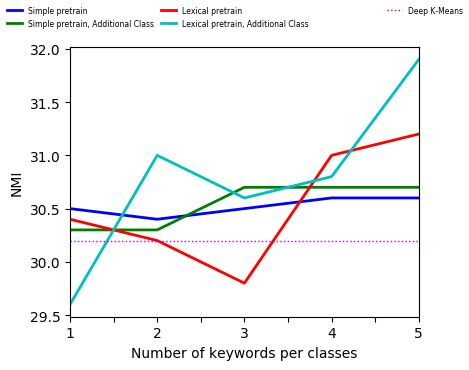 Simple pretrain
Simple pretrain, Additional Class
Lexical pretrain
Lexical pretrain, Additional Class
Deep K-Means
32.0
31.5
31.0
30.5
30.0
29.5
NMI
1 2 3 4 5
Number of keywords per classes